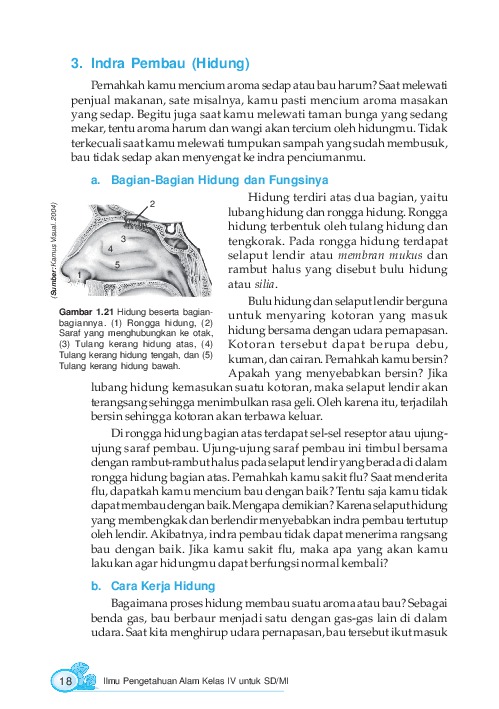 3. Indra Pembau (Hidung)
Pernahkah kamu mencium aroma sedap atau bau harum? Saat melewati
penjual makanan, sate misalnya, kamu pasti mencium aroma masakan
yang sedap. Begitu juga saat kamu melewati taman bunga yang sedang
mekar, tentu aroma harum dan wangi akan tercium oleh hidungmu. Tidak
terkecuali saat kamu melewati tumpukan sampah yang sudah membusuk,
bau tidak sedap akan menyengat ke indra penciumanmu.
a. Bagian-Bagian Hidung dan Fungsinya
(Sumber: Kamus Visual. 2004)
1
2
3
4
5
Gambar 1.21 Hidung beserta bagian-
bagiannya. (1) Rongga hidung, (2)
Saraf yang menghubungkan ke otak,
(3) Tulang kerang hidung atas, (4)
Tulang kerang hidung tengah, dan (5)
Tulang kerang hidung bawah.
Hidung terdiri atas dua bagian, yaitu
lubang hidung dan rongga hidung. Rongga
hidung terbentuk oleh tulang hidung dan
tengkorak. Pada rongga hidung terdapat
selaput lendir atau membran mukus dan
rambut halus yang disebut bulu hidung
atau silia.
Bulu hidung dan selaput lendir berguna
untuk menyaring kotoran yang masuk
hidung bersama dengan udara pernapasan.
Kotoran tersebut dapat berupa debu,
kuman, dan cairan. Pernahkah kamu bersin?
Apakah yang menyebabkan bersin? Jika
lubang hidung kemasukan suatu kotoran, maka selaput lendir akan
terangsang sehingga menimbulkan rasa geli. Oleh karena itu, terjadilah
bersin sehingga kotoran akan terbawa keluar.
Di rongga hidung bagian atas terdapat sel-sel reseptor atau ujung-
ujung saraf pembau. Ujung-ujung saraf pembau ini timbul bersama
dengan rambut-rambut halus pada selaput lendir yang berada di dalam
rongga hidung bagian atas. Pernahkah kamu sakit flu? Saat menderita
flu, dapatkah kamu mencium bau dengan baik? Tentu saja kamu tidak
dapat membau dengan baik. Mengapa demikian? Karena selaput hidung
yang membengkak dan berlendir menyebabkan indra pembau tertutup
oleh lendir. Akibatnya, indra pembau tidak dapat menerima rangsang
bau dengan baik. Jika kamu sakit flu, maka apa yang akan kamu
lakukan agar hidungmu dapat berfungsi normal kembali?
b. Cara Kerja Hidung
Bagaimana proses hidung membau suatu aroma atau bau? Sebagai
benda gas, bau berbaur menjadi satu dengan gas-gas lain di dalam
udara. Saat kita menghirup udara pernapasan, bau tersebut ikut masuk
18 Ilmu Pengetahuan Alam Kelas IV untuk SD/MI